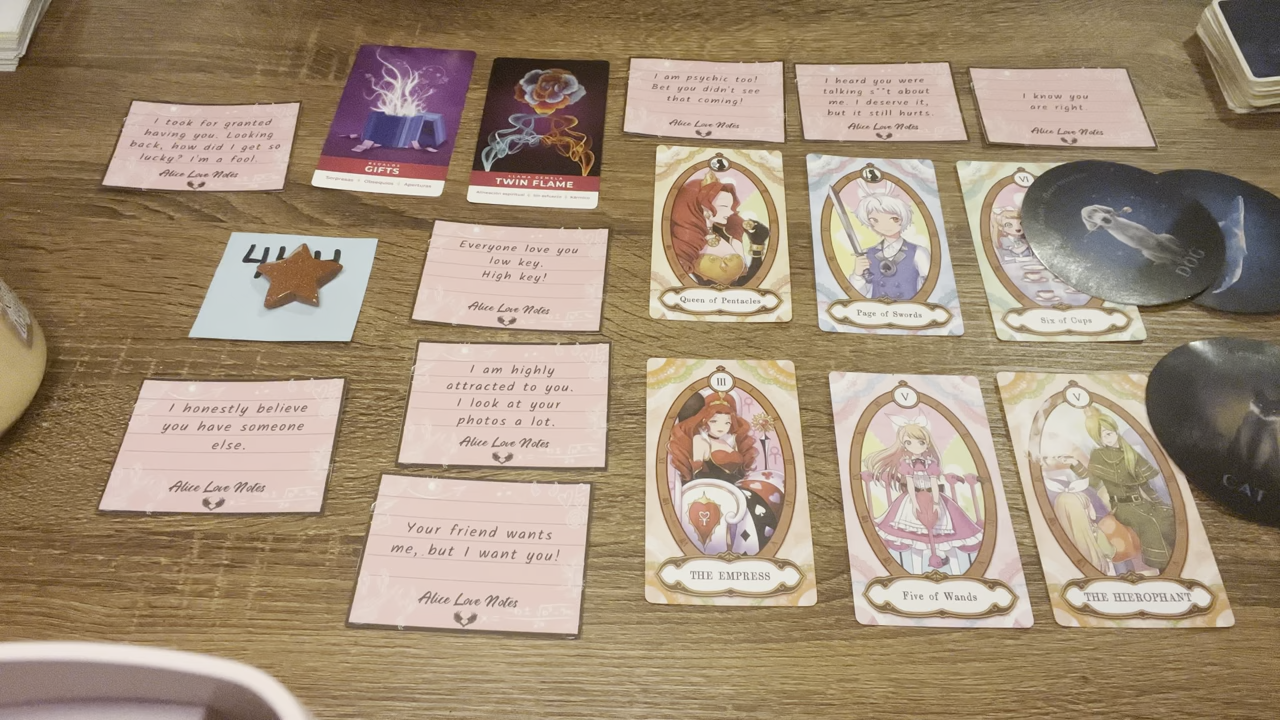 I took for granted
having you. Looking
back, how did I get so
lucky? I'm a fool.
Alice Love Notes
REGALOS
GIFTS
LLAMA GEMELA
TWIN FLAME
I am psychic too!
Bet you didn't see
that coming!
Alice Love Notes
I heard you were
talking s**t about
me. I deserve it,
but it still hurts.
Alice Love Notes
I know you
are right.
Alice Love Notes
Everyone love you
low key.
High key!
Alice Love Notes
Queen of Pentacles
Page of Swords
VI
Six of Cups
DOG
I honestly believe
you have someone
else.
Alice Love Notes
I am highly
attracted to you.
I look at your
photos a lot.
Alice Love Notes
Your friend wants
me, but I want you!
Alice Love Notes
III
THE EMPRESS
V
Five of Wands
V
THE HIEROPHANT
CAT